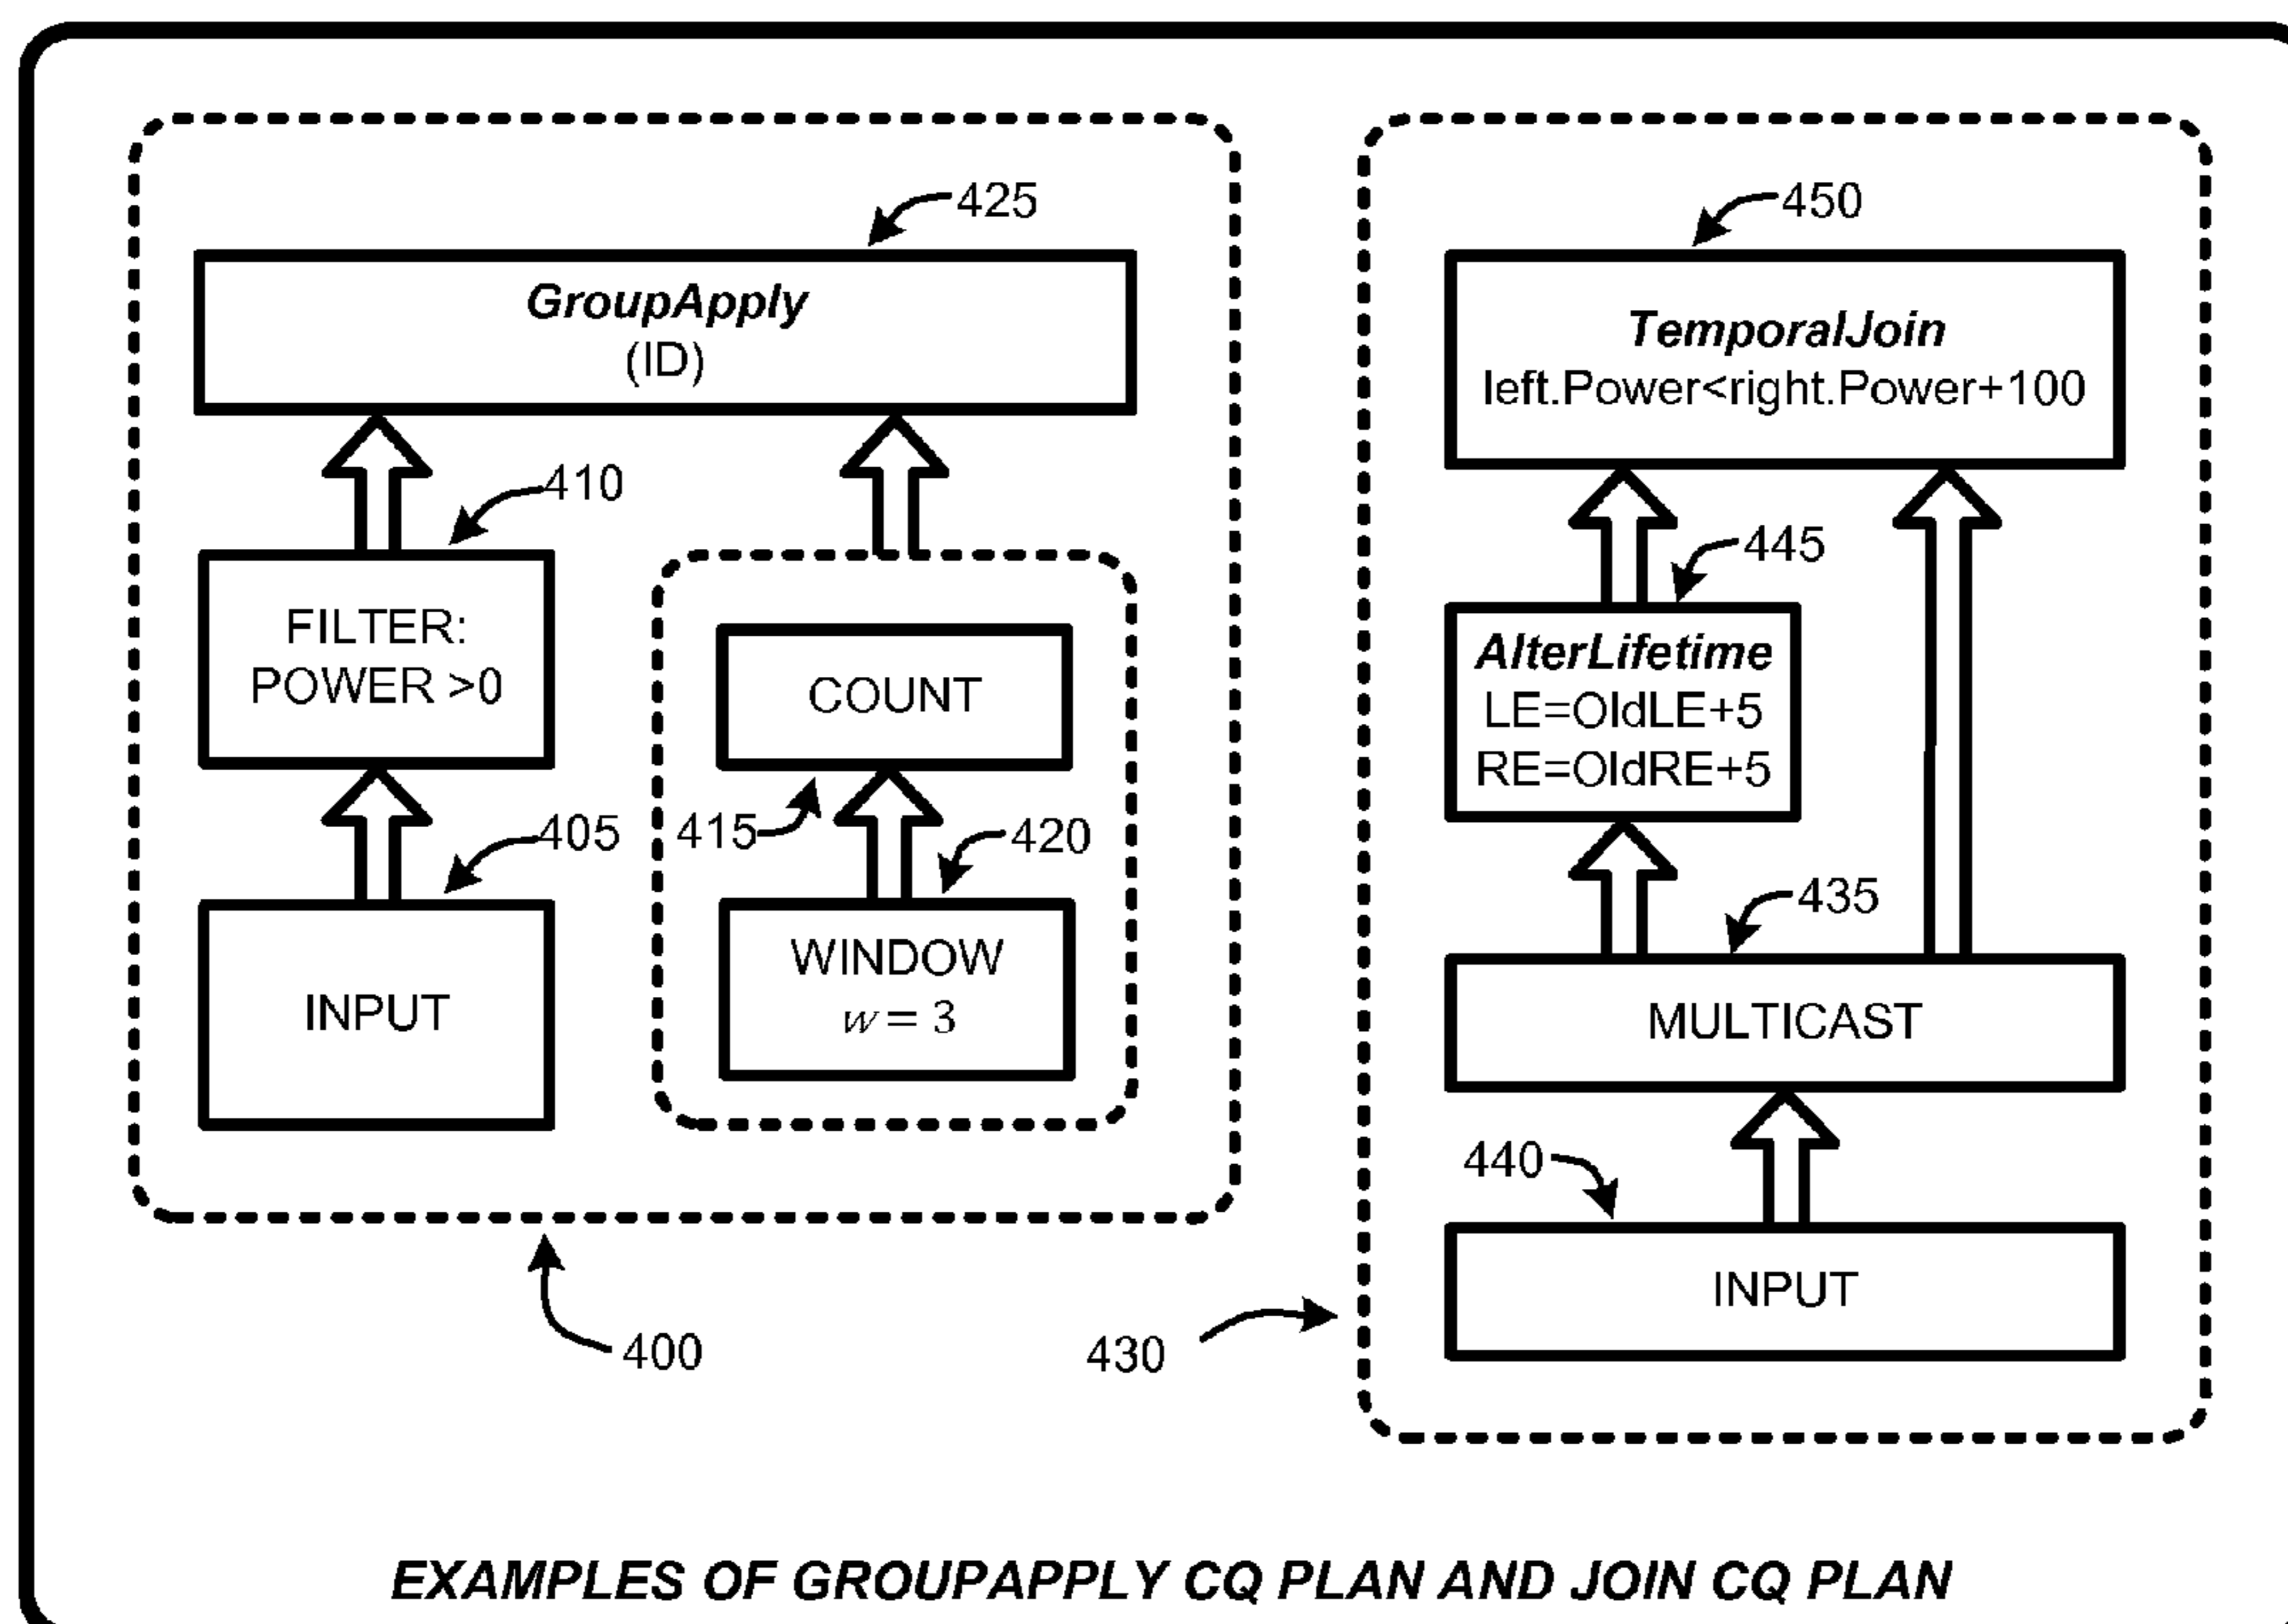 425
GroupApply
(ID)
410
FILTER:
POWER >0
405
INPUT
COUNT
415
420
WINDOW
w = 3
400
450
TemporalJoin
left.Power<right.Power+100
445
AlterLifetime
LE=OldLE+5
RE=OldRE+5
435
MULTICAST
440
INPUT
430
EXAMPLES OF GROUPAPPLY CQ PLAN AND JOIN CQ PLAN